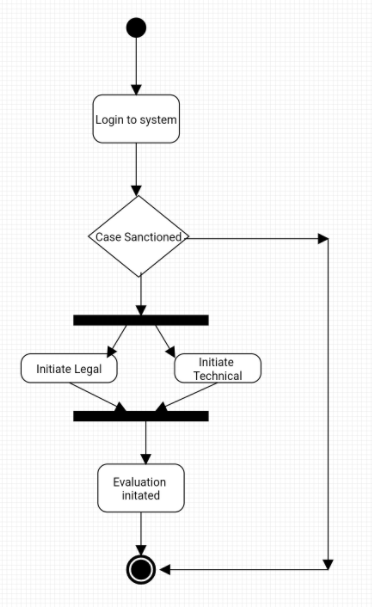 Login to system
Case Sanctioned
Initiate Legal
Initiate
Technical
Evaluation
initated